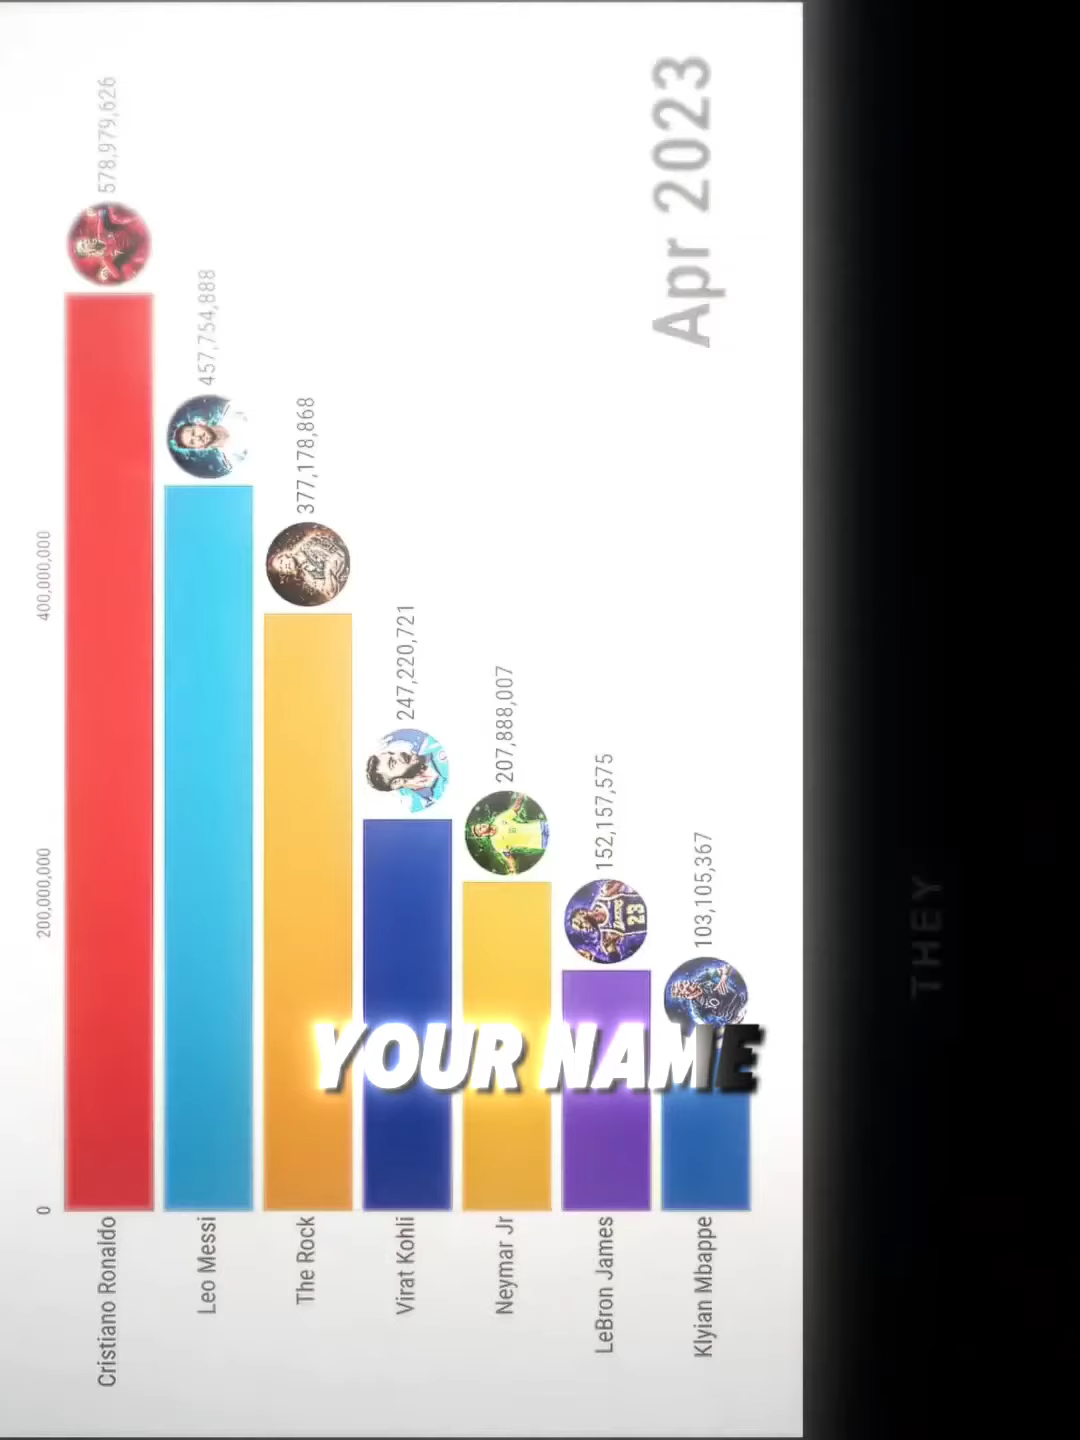 0
200,000,000
400,000,000
Cristiano Ronaldo
578,979,626
Leo Messi
457,754,888
The Rock
377,178,868
Virat Kohli
247,220,721
Neymar Jr
207,888,007
LeBron James
23
152,157,575
Klyian Mbappe
103,105,367
Apr 2023
YOUR NAME
THEY